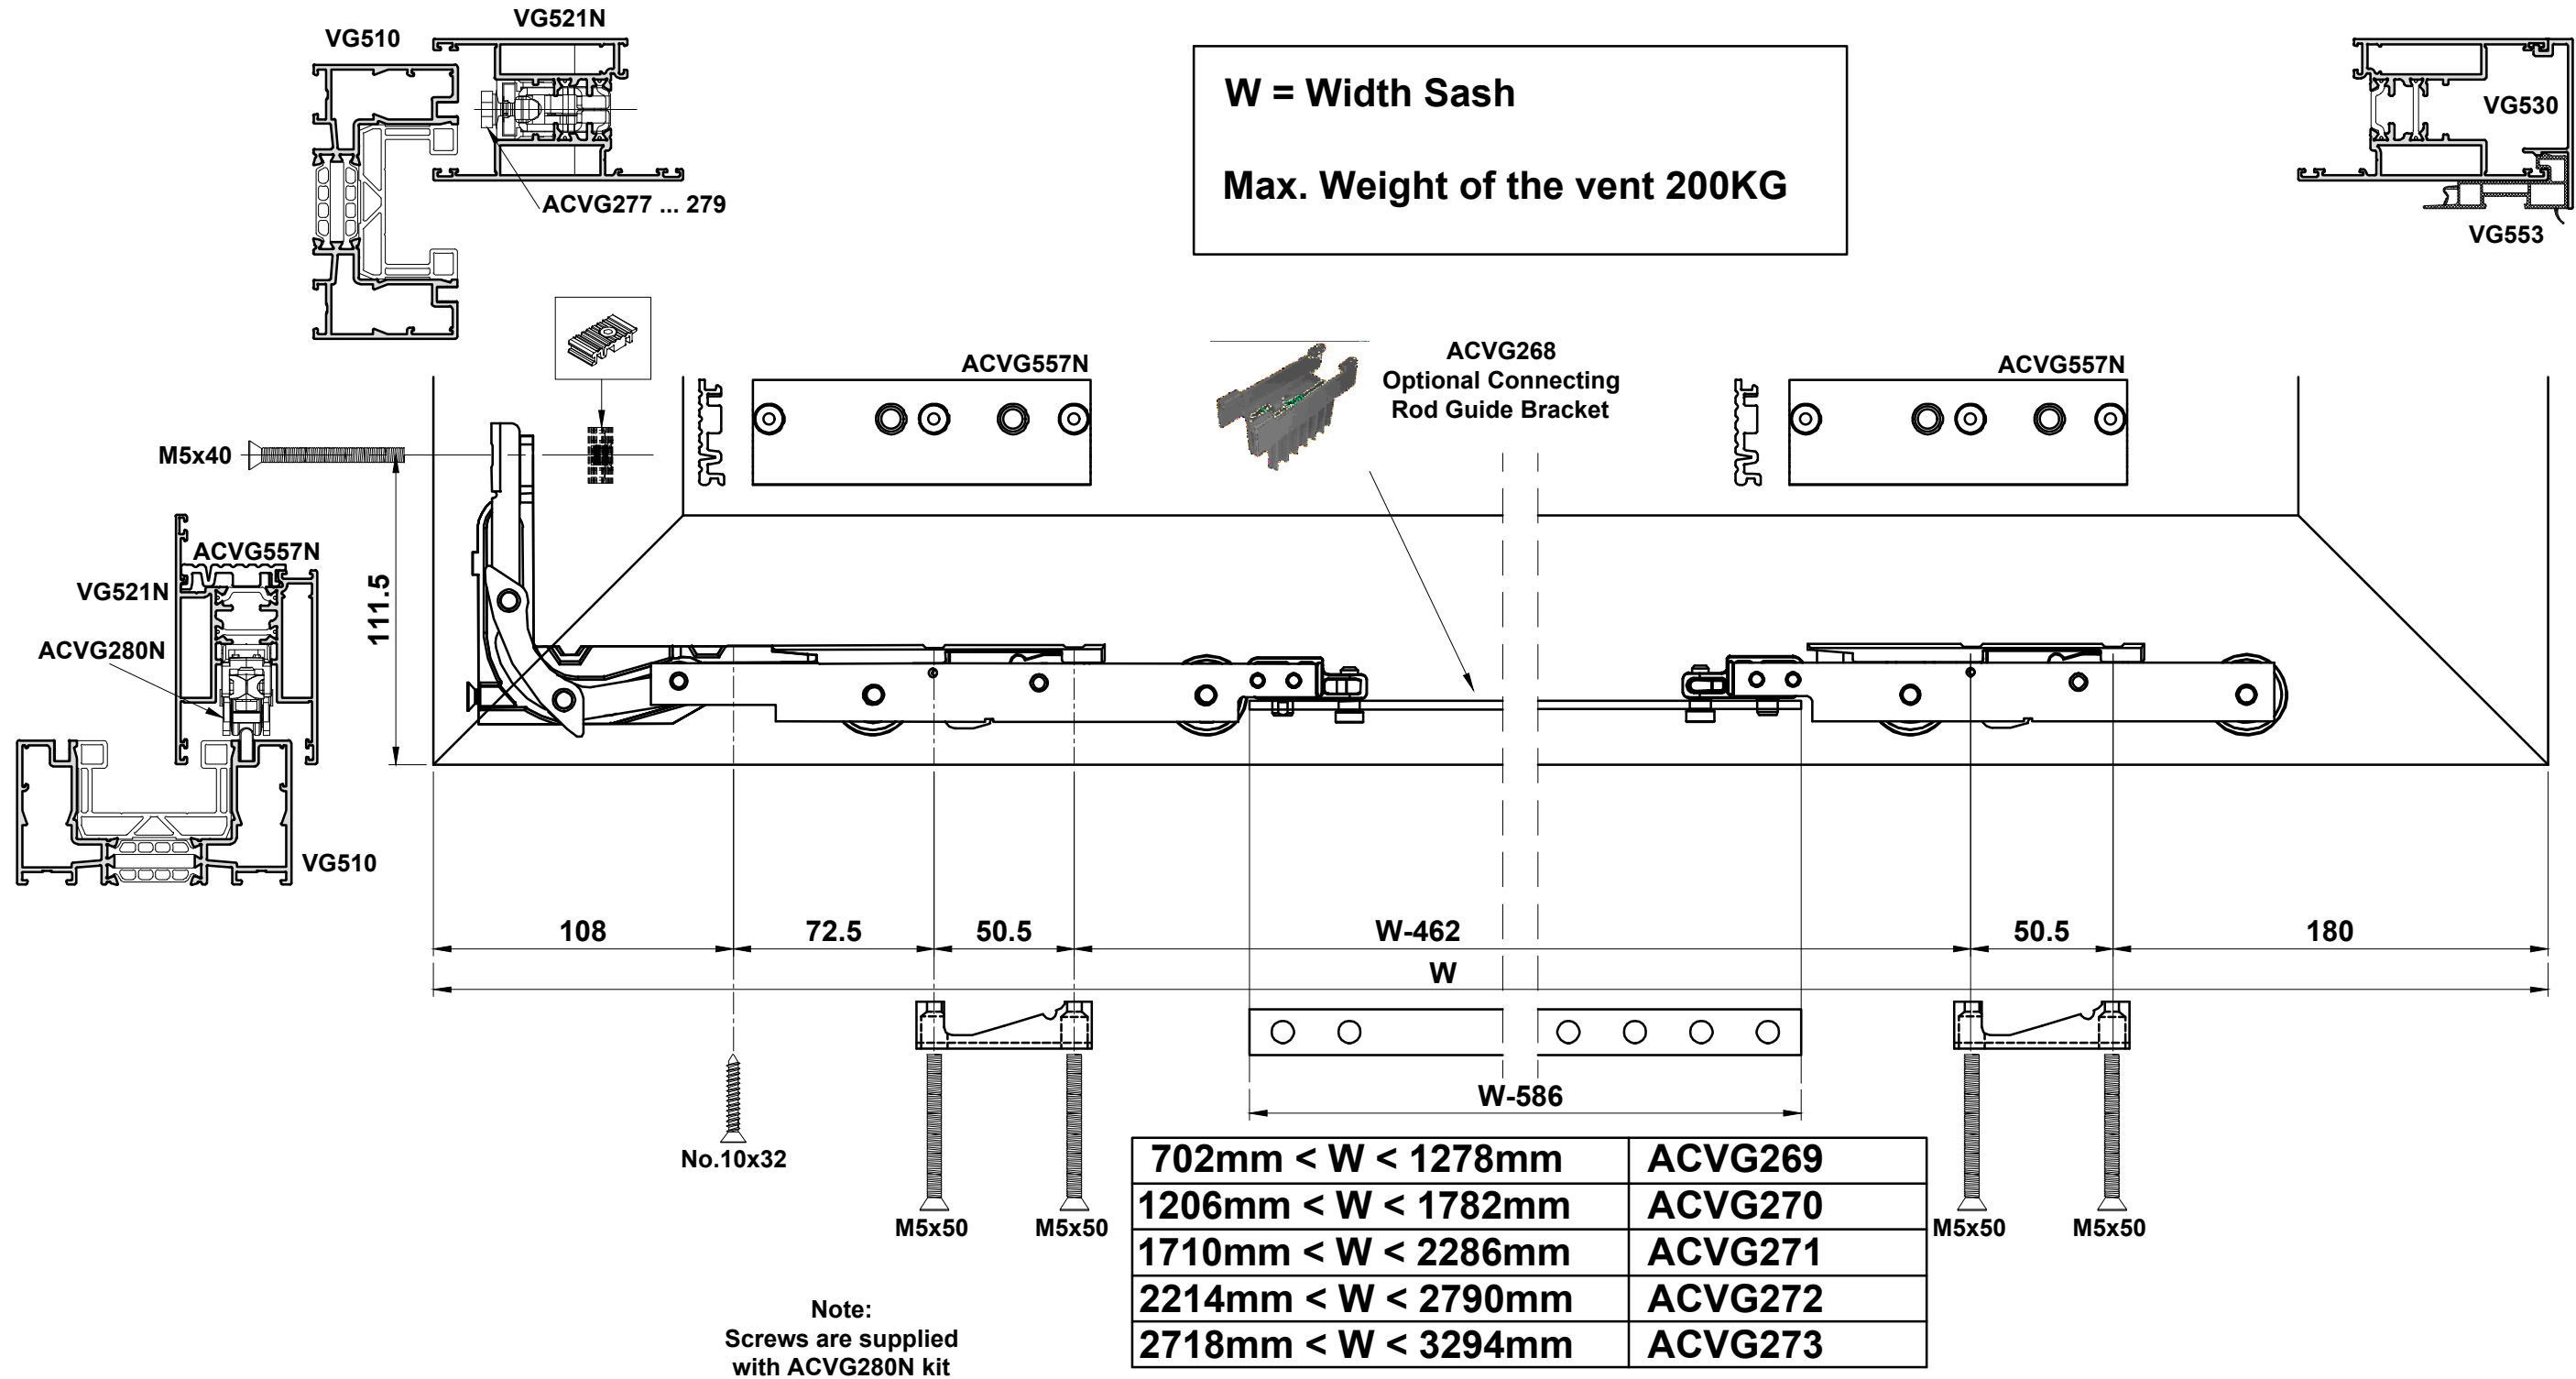 VG510
VG521N
ACVG277 ... 279
W = Width Sash
Max. Weight of the vent 200KG
VG530
VG553
ACVG557N
ACVG268
Optional Connecting
Rod Guide Bracket
ACVG557N
M5x40
111.5
ACVG557N
VG521N
ACVG280N
VG510
108
72.5
50.5
W-462
50.5
180
W
W-586
No.10x32
M5x50
M5x50
M5x50
M5x50
702mm < W < 1278mm ACVG269
1206mm < W < 1782mm ACVG270
1710mm < W < 2286mm ACVG271
2214mm < W < 2790mm ACVG272
2718mm < W < 3294mm ACVG273
Note:
Screws are supplied
with ACVG280N kit